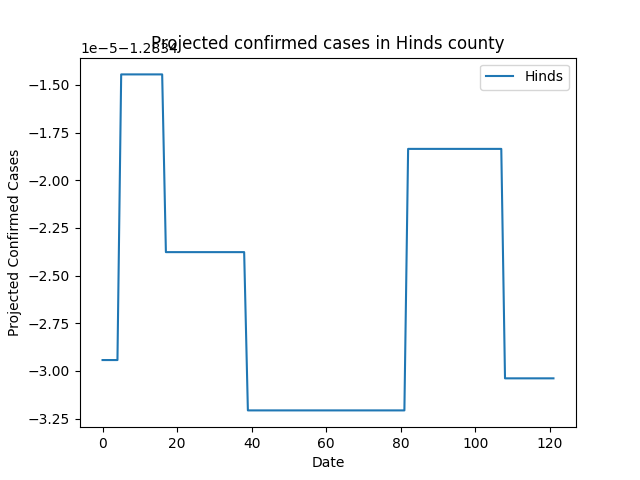 Projected confirmed cases in Hinds county
1e−5−1.2834
Hinds
−1.50
−1.75
−2.00
−2.25
−2.50
−2.75
−3.00
−3.25
Projected Confirmed Cases
0 20 40 60 80 100 120
Date